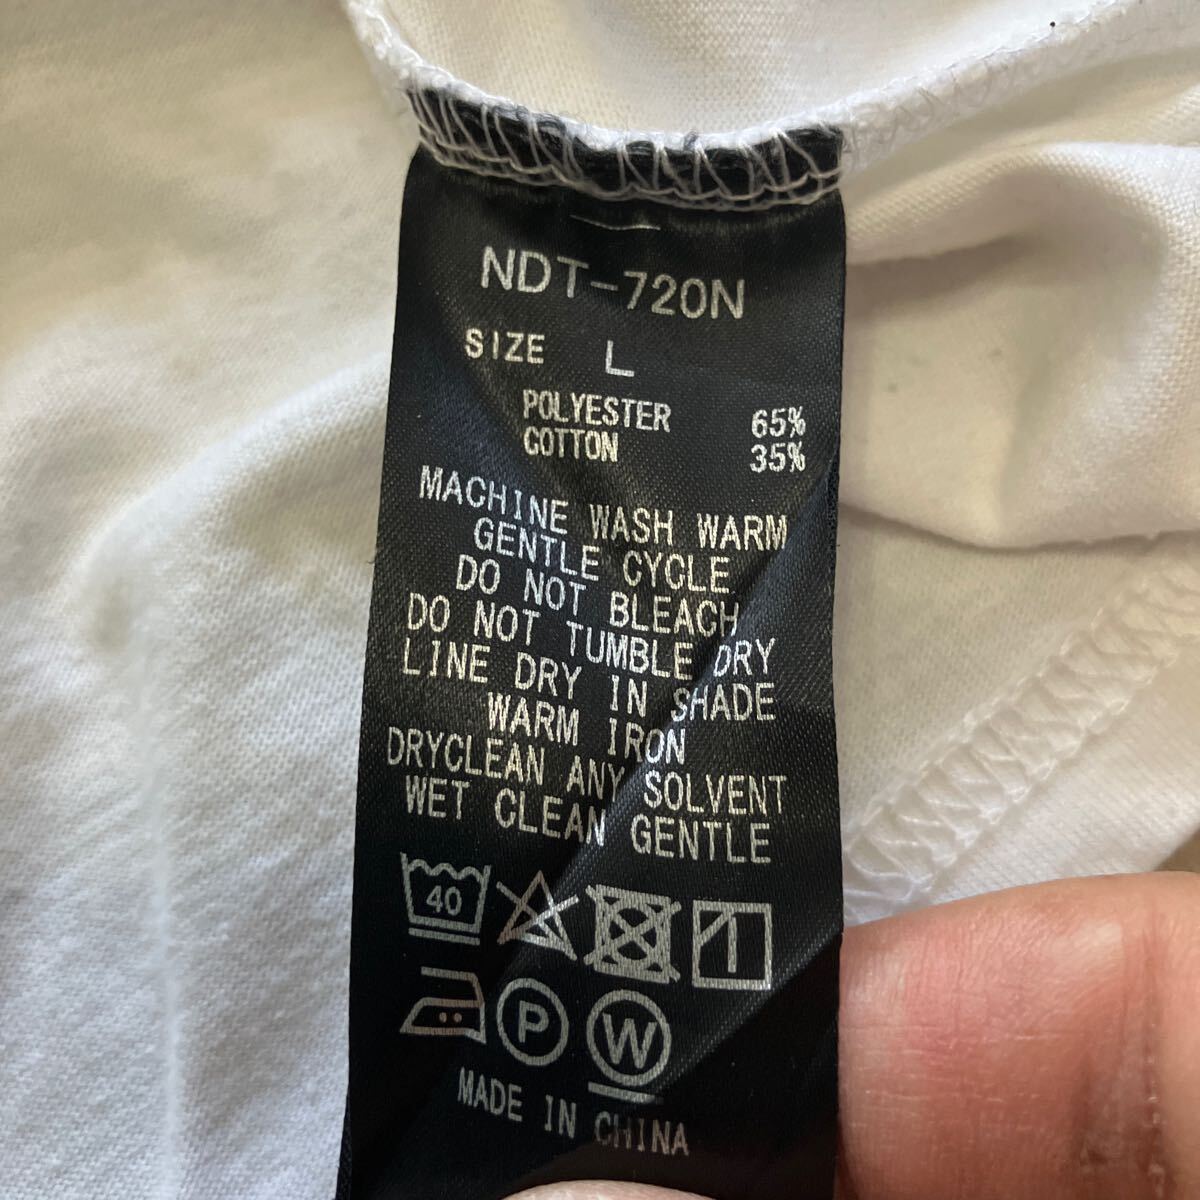 NDT-720N
SIZE L
POLYESTER 65%
COTTON 35%
MACHINE WASH WARM
GENTLE CYCLE
DO NOT BLEACH
DO NOT TUMBLE DRY
LINE DRY IN SHADE
WARM IRON
DRYCLEAN ANY SOLVENT
WET CLEAN GENTLE
40
P W
MADE IN CHINA